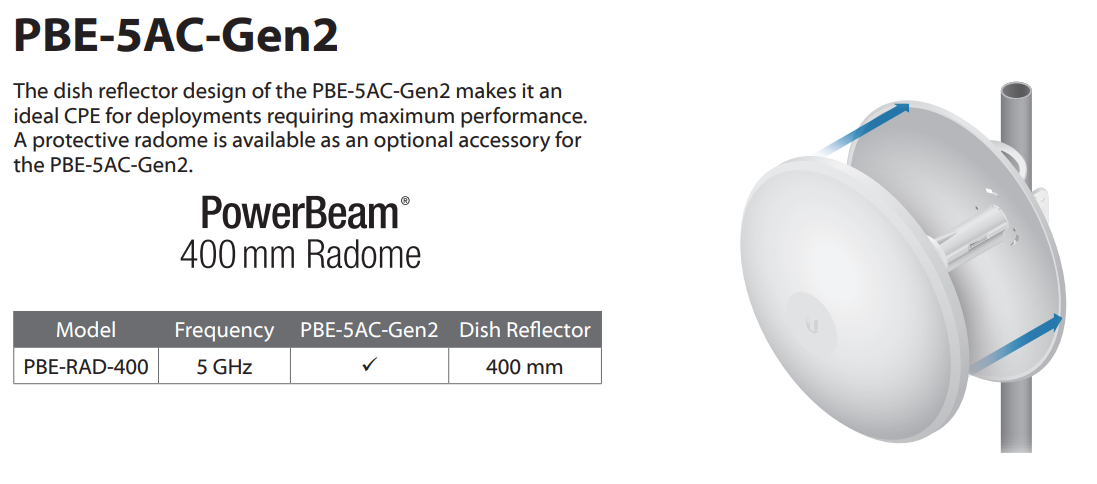 PBE-5AC-Gen2
The dish reflector design of the PBE-5AC-Gen2 makes it an
ideal CPE for deployments requiring maximum performance.
A protective radome is available as an optional accessory for
the PBE-5AC-Gen2.
PowerBeam®
400 mm Radome
Model Frequency PBE-5AC-Gen2 Dish Reflector
PBE-RAD-400 5 GHz ✓ 400 mm